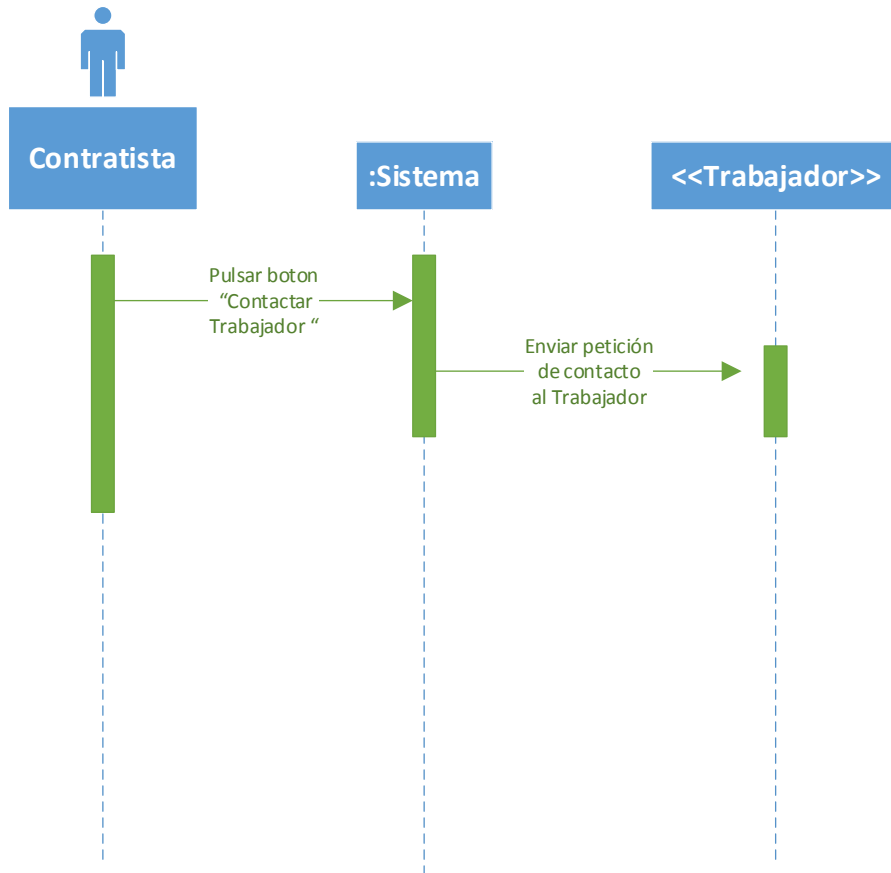 Contratista
:Sistema
<<Trabajador>>
Pulsar boton
“Contactar
Trabajador “
Enviar petición
de contacto
al Trabajador